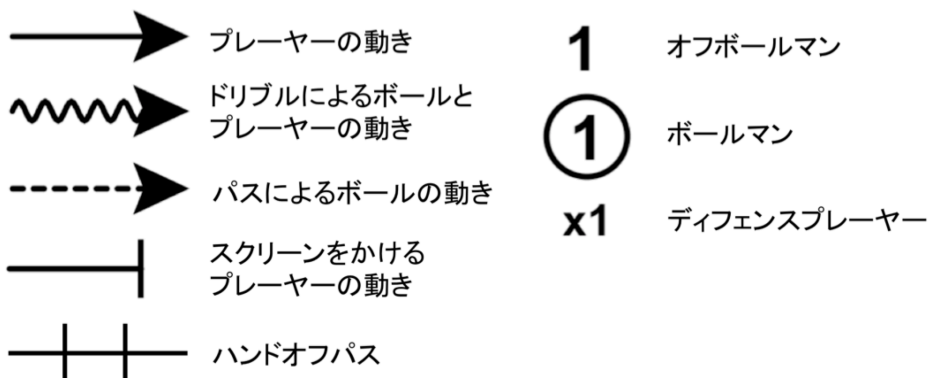 プレーヤーの動き
ドリブルによるボールと
プレーヤーの動き
パスによるボールの動き
スクリーンをかける
プレーヤーの動き
ハンドオフパス
1 オフボールマン
1 ボールマン
x1 ディフェンスプレーヤー